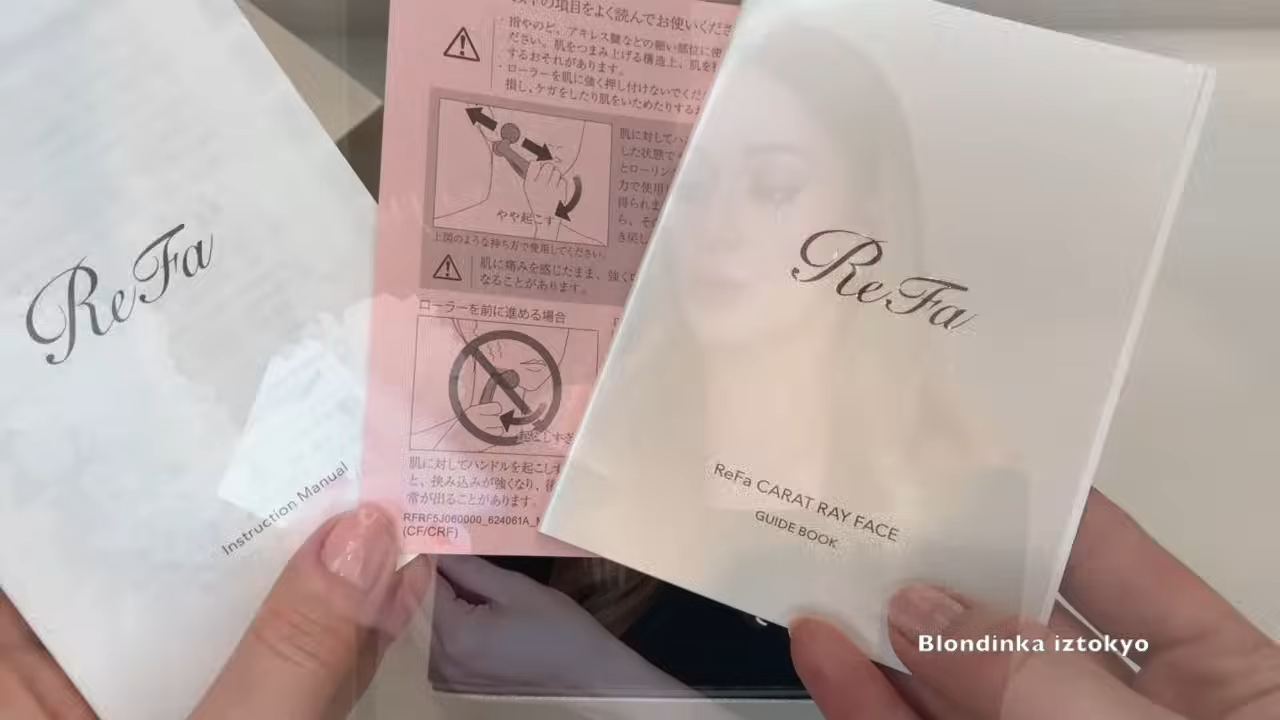 ReFa
Instruction Manual
の項目をよく読んでお使いくださ
・指やのど、アキレス腱などの細い部位に使
ださい。肌をつまみ上げる構造上、肌を
するおそれがあります。
・ローラーを肌に強く押し付けないでくだ
損し、ケガをしたり肌をいためたりするお
やや起こす
上図のような持ち方で使用してください。
肌に対してハン
した状態で
とローリン
力で使用
得られま
ら、そ
き戻し
肌に痛みを感じたまま、強く
なることがあります。
ローラーを前に進める場合
起こしすぎ
肌に対してハンドルを起こしす
と、挟み込みが強くなり、
常が出ることがあります。
RFRF5J060000_624061A_
(CF/CRF)
ReFa
ReFa CARAT RAY FACE
GUIDE BOOK
Blondinka iztokyo